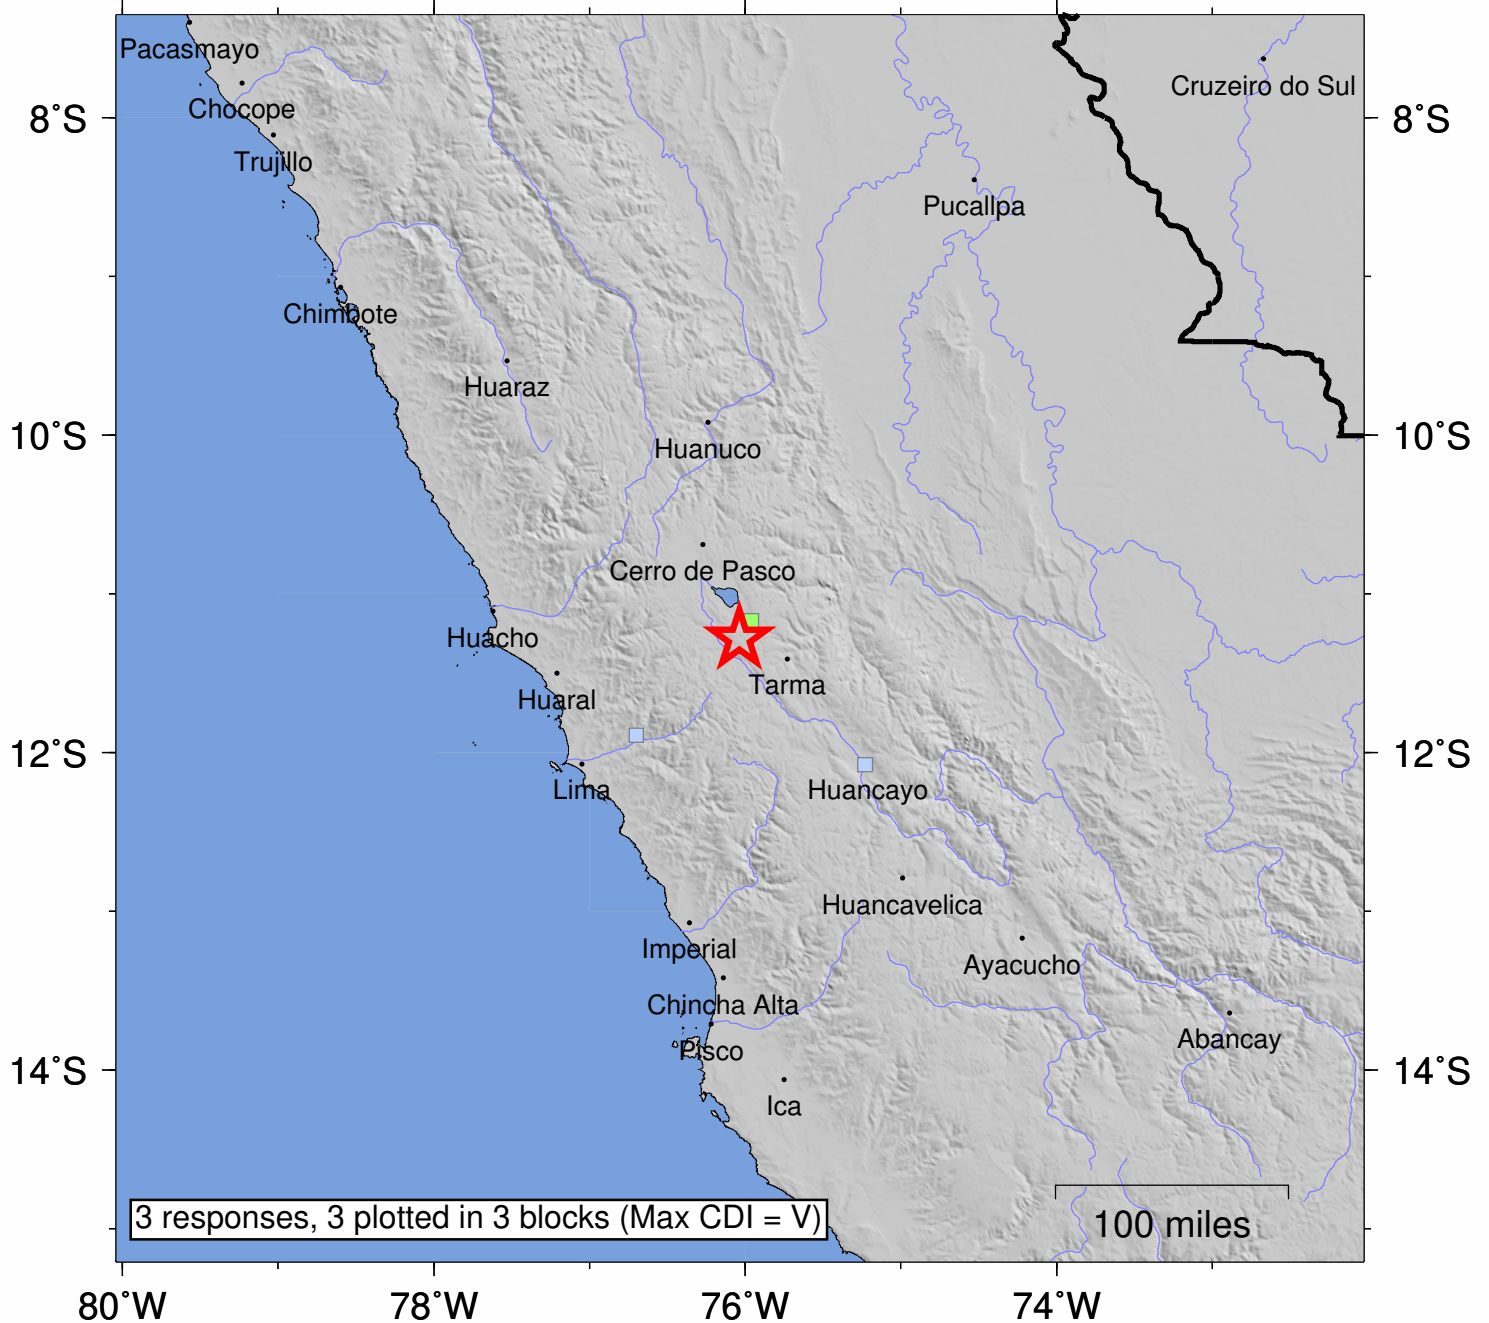 Pacasmayo
Cruzeiro do Sul
Chocope
8°S
8°S
Trujillo
Pucallpa
Chimbote
Huaraz
10°S
Huanuco
10°S
Cerro de Pasco
Huacho
Tarma
Huaral
12°S
12°S
Lima
Huancayo
Huancavelica
Imperial
Ayacucho
Chincha Alta
Abancay
Pisco
14°S
14°S
Ica
3 responses, 3 plotted in 3 blocks (Max CDI = V)
100 miles
80°W
78°W
76°W
74°W